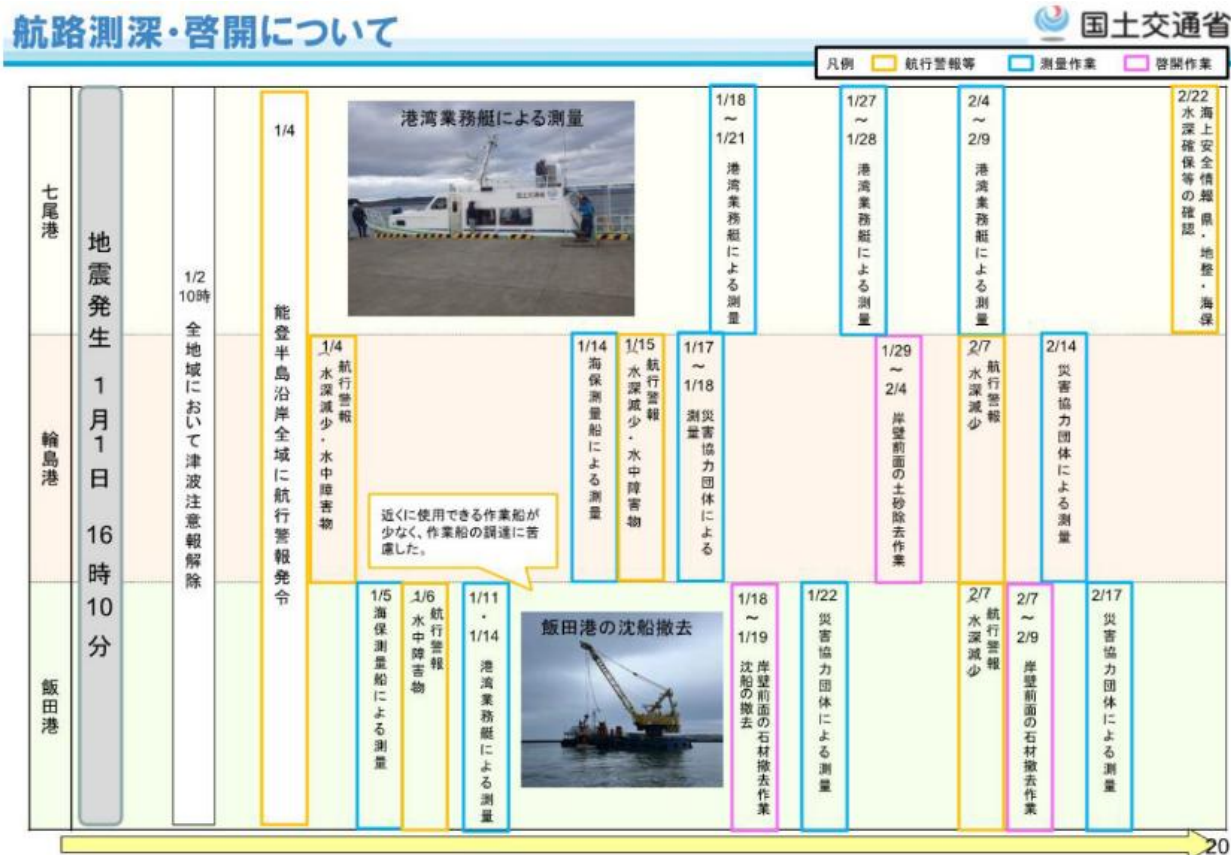 航路測深・啓開について
国土交通省
凡例
航行警報等
測量作業
啓開作業
七尾港
輪島港
飯田港
地震発生 1月1日 16時10分
1/2
10時
全地域において津波注意報解除
1/4
能登半島沿岸全域に航行警報発令
港湾業務艇による測量
1/18
～
1/21
港湾業務艇による測量
1/27
～
1/28
港湾業務艇による測量
2/4
～
2/9
港湾業務艇による測量
2/22
海上安全情報 県・地整・海保
水深確保等の確認
1/4
航行警報
(水深減少・水中障害物
1/14
海保測量船による測量
1/15
航行警報
(水深減少・水中障害物
1/17
～
1/18
災害協力団体による
測量
1/29
～
2/4
岸壁前面の土砂除去作業
2/7
航行警報
(水深減少
2/14
災害協力団体による測量
近くに使用できる作業船が
少なく、作業船の調達に苦
慮した。
1/5
海保測量船による測量
1/6
航行警報
(水中障害物
1/11
・
1/14
港湾業務艇による測量
飯田港の沈船撤去
1/18
～
1/19
岸壁前面の石材撤去作業
沈船の撤去
1/22
災害協力団体による測量
2/7
航行警報
(水深減少
2/7
～
2/9
岸壁前面の石材撤去作業
2/17
災害協力団体による測量
20